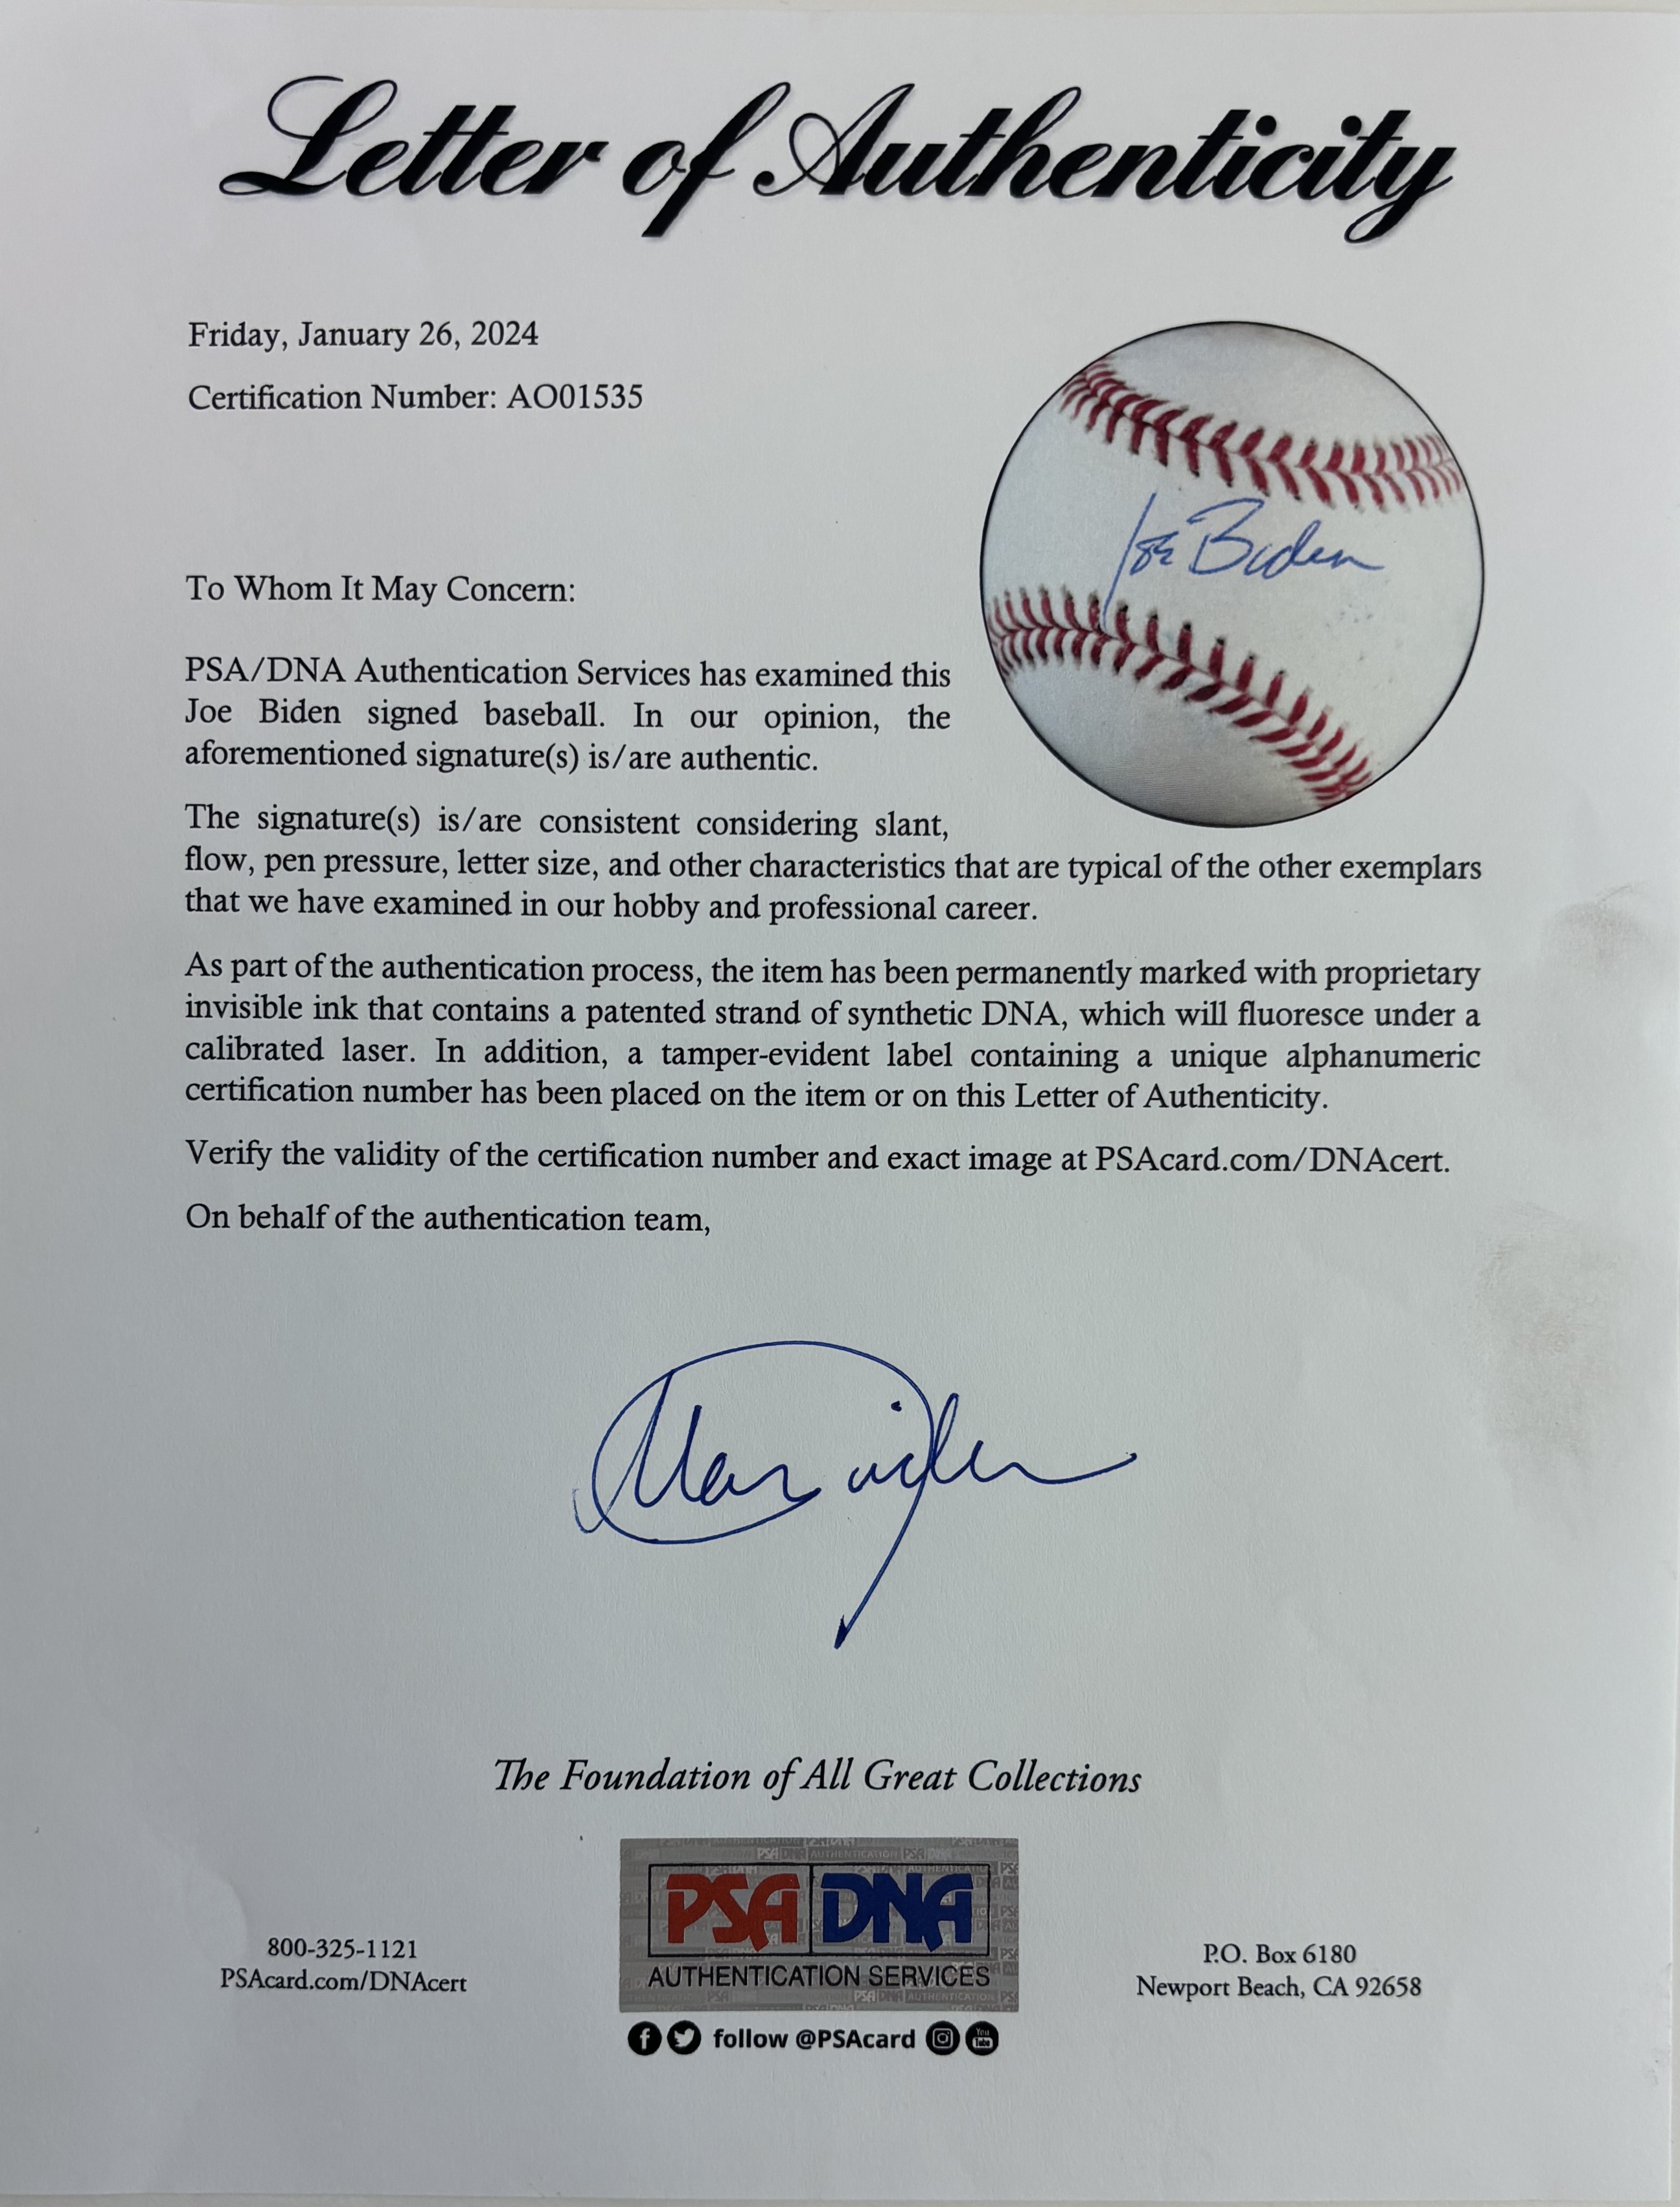 Letter of Authenticity
Friday, January 26, 2024
Certification Number: AO01535
Joe Biden
To Whom It May Concern:
PSA/DNA Authentication Services has examined this
Joe Biden signed baseball. In our opinion, the
aforementioned signature(s) is/are authentic.
The signature(s) is/are consistent considering slant,
flow, pen pressure, letter size, and other characteristics that are typical of the other exemplars
that we have examined in our hobby and professional career.
As part of the authentication process, the item has been permanently marked with proprietary
invisible ink that contains a patented strand of synthetic DNA, which will fluoresce under a
calibrated laser. In addition, a tamper-evident label containing a unique alphanumeric
certification number has been placed on the item or on this Letter of Authenticity.
Verify the validity of the certification number and exact image at PSAcard.com/DNAcert.
On behalf of the authentication team,
The Foundation of All Great Collections
PSA DNA
AUTHENTICATION SERVICES
800-325-1121
PSAcard.com/DNAcert
P.O. Box 6180
Newport Beach, CA 92658
follow @PSAcard
You Tube